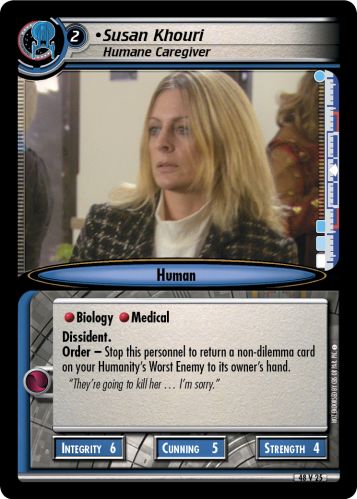 2 •Susan Khouri
Humane Caregiver
Human
Biology Medical
Dissident.
Order – Stop this personnel to return a non-dilemma card
on your Humanity's Worst Enemy to its owner's hand.
"They're going to kill her … I'm sorry."
INTEGRITY 6 CUNNING 5 STRENGTH 4
48 V 25